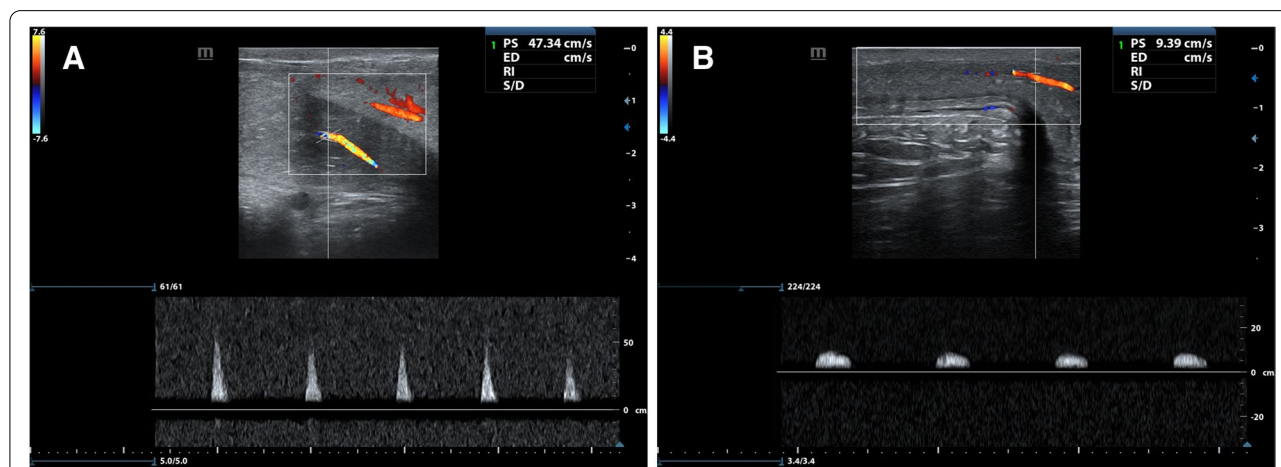 A
7.6
-7.6
m
1 PS 47.34 cm/s
ED cm/s
RI
S/D
0
1
2
3
4
61/61
50
0 cm
5.0/5.0
B
4.4
-4.4
m
1 PS 9.39 cm/s
ED cm/s
RI
S/D
0
1
2
3
224/224
20
0 cm
-20
3.4/3.4